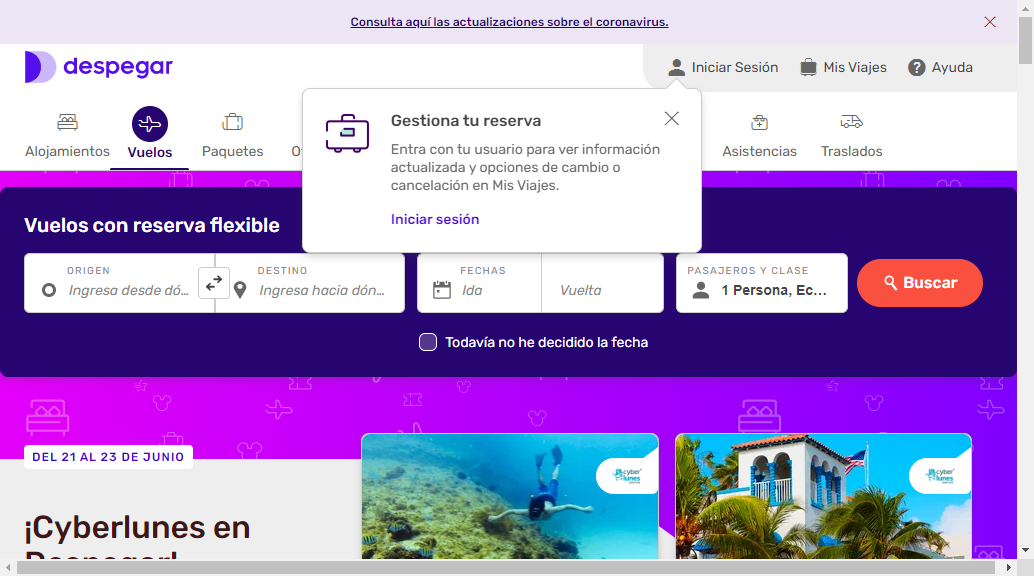 Consulta aquí las actualizaciones sobre el coronavirus.
despegar
Iniciar Sesión
Mis Viajes
Ayuda
Alojamientos
Vuelos
Paquetes
Asistencias
Traslados
Gestiona tu reserva
Entra con tu usuario para ver información
actualizada y opciones de cambio o
cancelación en Mis Viajes.
Iniciar sesión
Vuelos con reserva flexible
ORIGEN
Ingresa desde dó...
DESTINO
Ingresa hacia dón...
FECHAS
Ida
Vuelta
PASAJEROS Y CLASE
1 Persona, Ec...
Buscar
Todavía no he decidido la fecha
DEL 21 AL 23 DE JUNIO
cyber
lunes
cyber
lunes
¡Cyberlunes en
Despegar!